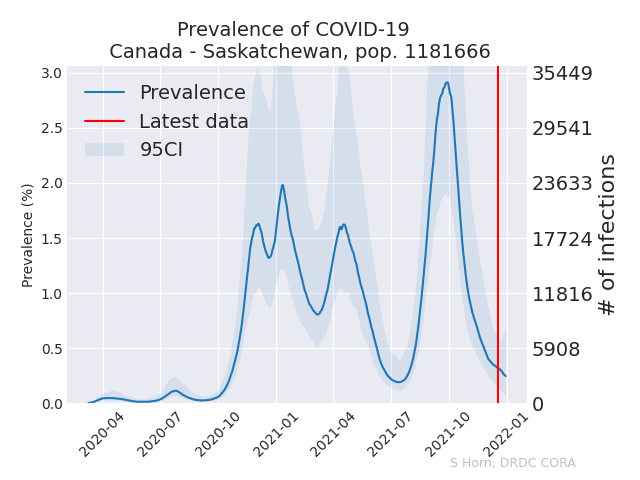 Prevalence of COVID-19
Canada - Saskatchewan, pop. 1181666
Prevalence
Latest data
95CI
Prevalence (%)
3.0
2.5
2.0
1.5
1.0
0.5
0.0
35449
29541
23633
17724
11816
5908
0
# of infections
2020-04
2020-07
2020-10
2021-01
2021-04
2021-07
2021-10
2022-01
S Horn, DRDC CORA